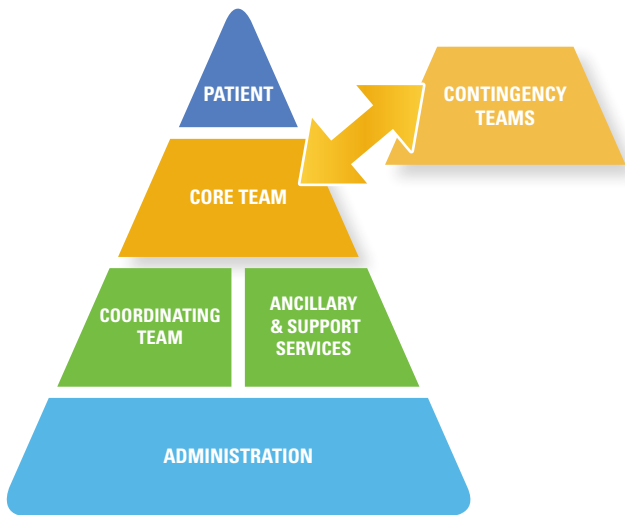 PATIENT
CONTINGENCY
TEAMS
CORE TEAM
COORDINATING
TEAM
ANCILLARY
& SUPPORT
SERVICES
ADMINISTRATION